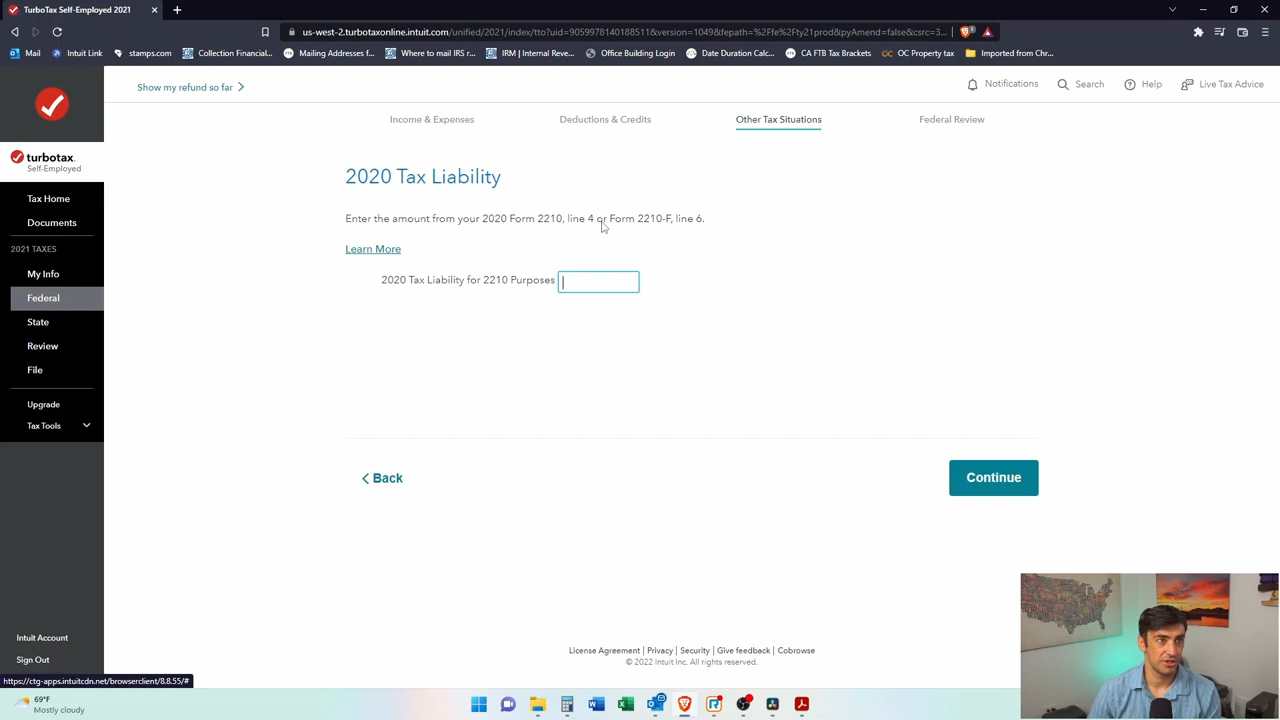 TurboTax Self-Employed 2021
us-west-2.turbotaxonline.intuit.com/unified/2021/index/tto?uid=9059978140188511&version=1049&fepath=%2Ffe%2Fty21prod&pyAmend=false&csrc=3...
Mail
Intuit Link
stamps.com
Collection Financial...
Mailing Addresses f...
Where to mail IRS r...
IRM | Internal Reve...
Office Building Login
Date Duration Calc...
CA FTB Tax Brackets
OC Property tax
Imported from Chr...
Show my refund so far
Notifications
Search
Help
Live Tax Advice
Income & Expenses
Deductions & Credits
Other Tax Situations
Federal Review
turbotax
Self-Employed
Tax Home
Documents
2021 TAXES
My Info
Federal
State
Review
File
Upgrade
Tax Tools
Intuit Account
Sign Out
2020 Tax Liability
Enter the amount from your 2020 Form 2210, line 4 or Form 2210-F, line 6.
Learn More
2020 Tax Liability for 2210 Purposes
Back
Continue
License Agreement | Privacy | Security | Give feedback | Cobrowse
© 2022 Intuit Inc. All rights reserved.
https://ctg-apps.intuitcdn.net/browserclient/8.8.55/#
69°F
Mostly cloudy